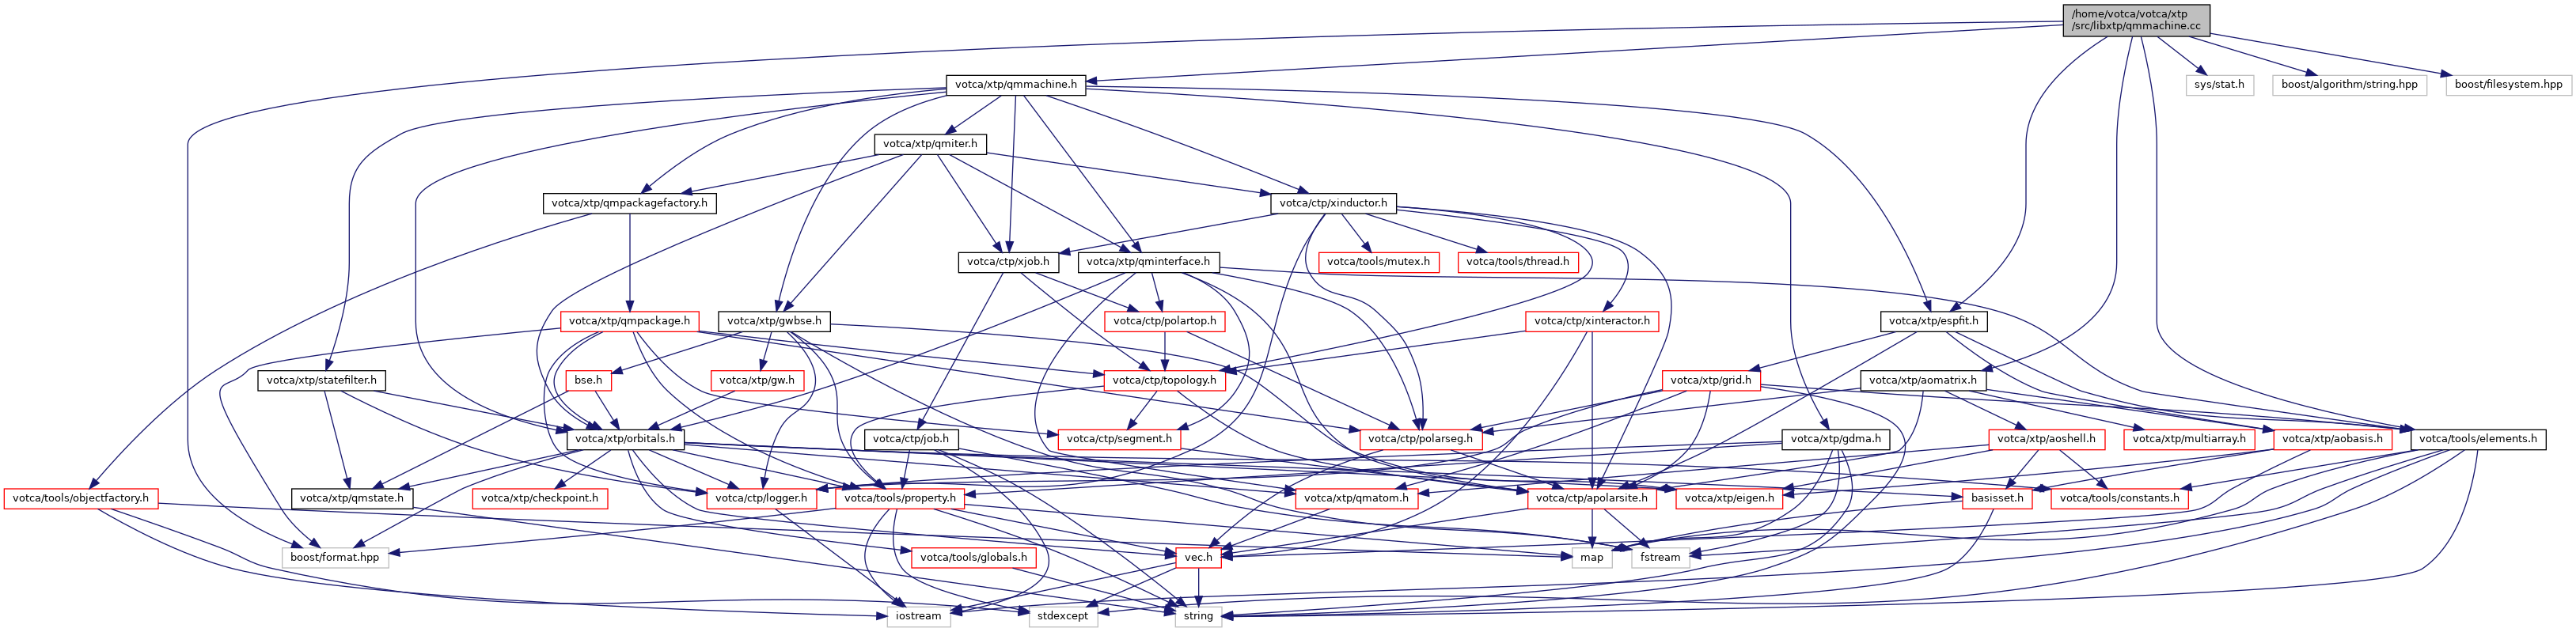 /home/votca/votca/xtp
/src/libxtp/qmmachine.cc
votca/xtp/qmmachine.h
sys/stat.h
boost/algorithm/string.hpp
boost/filesystem.hpp
votca/xtp/qmiter.h
votca/xtp/qmpackagefactory.h
votca/ctp/xinductor.h
votca/ctp/xjob.h
votca/xtp/qminterface.h
votca/tools/mutex.h
votca/tools/thread.h
votca/xtp/qmpackage.h
votca/xtp/gwbse.h
votca/ctp/polartop.h
votca/ctp/xinteractor.h
votca/xtp/espfit.h
votca/xtp/statefilter.h
bse.h
votca/xtp/gw.h
votca/ctp/topology.h
votca/xtp/grid.h
votca/xtp/aomatrix.h
votca/xtp/orbitals.h
votca/ctp/job.h
votca/ctp/segment.h
votca/ctp/polarseg.h
votca/xtp/gdma.h
votca/xtp/aoshell.h
votca/xtp/multiarray.h
votca/xtp/aobasis.h
votca/tools/elements.h
votca/tools/objectfactory.h
votca/xtp/qmstate.h
votca/xtp/checkpoint.h
votca/ctp/logger.h
votca/tools/property.h
votca/xtp/qmatom.h
votca/ctp/apolarsite.h
votca/xtp/eigen.h
basisset.h
votca/tools/constants.h
boost/format.hpp
votca/tools/globals.h
vec.h
map
fstream
iostream
stdexcept
string